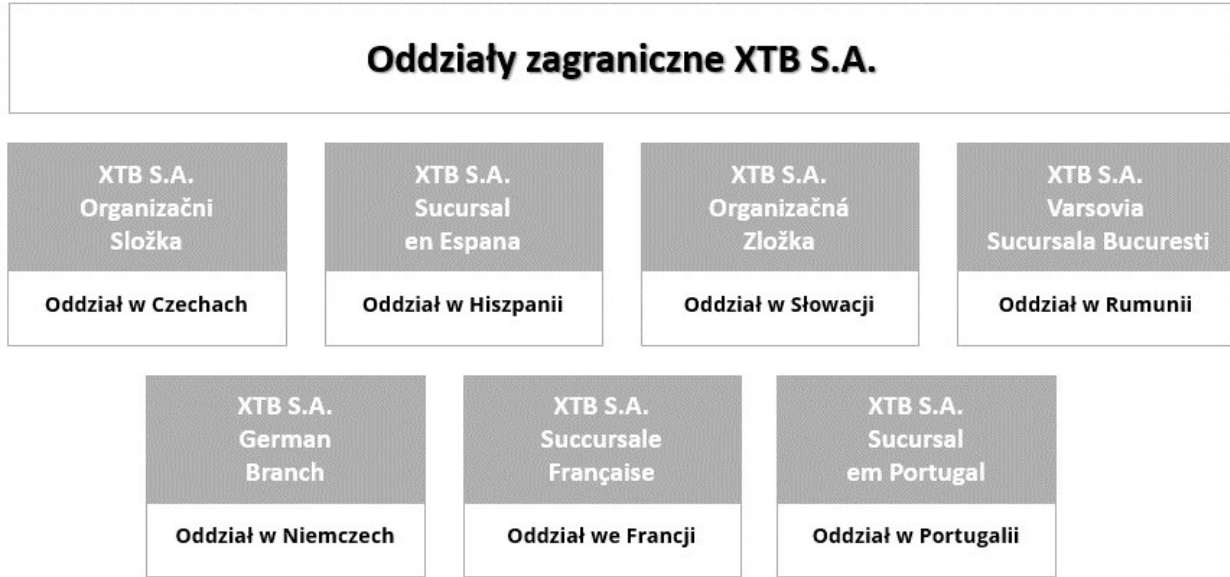 Oddziały zagraniczne XTB S.A.
XTB S.A.
Organizačni
Složka
Oddział w Czechach
XTB S.A.
Sucursal
en Espana
Oddział w Hiszpanii
XTB S.A.
Organizačná
Zložka
Oddział w Słowacji
XTB S.A.
Varsovia
Sucursala Bucuresti
Oddział w Rumunii
XTB S.A.
German
Branch
Oddział w Niemczech
XTB S.A.
Succursale
Française
Oddział we Francji
XTB S.A.
Sucursal
em Portugal
Oddział w Portugalii